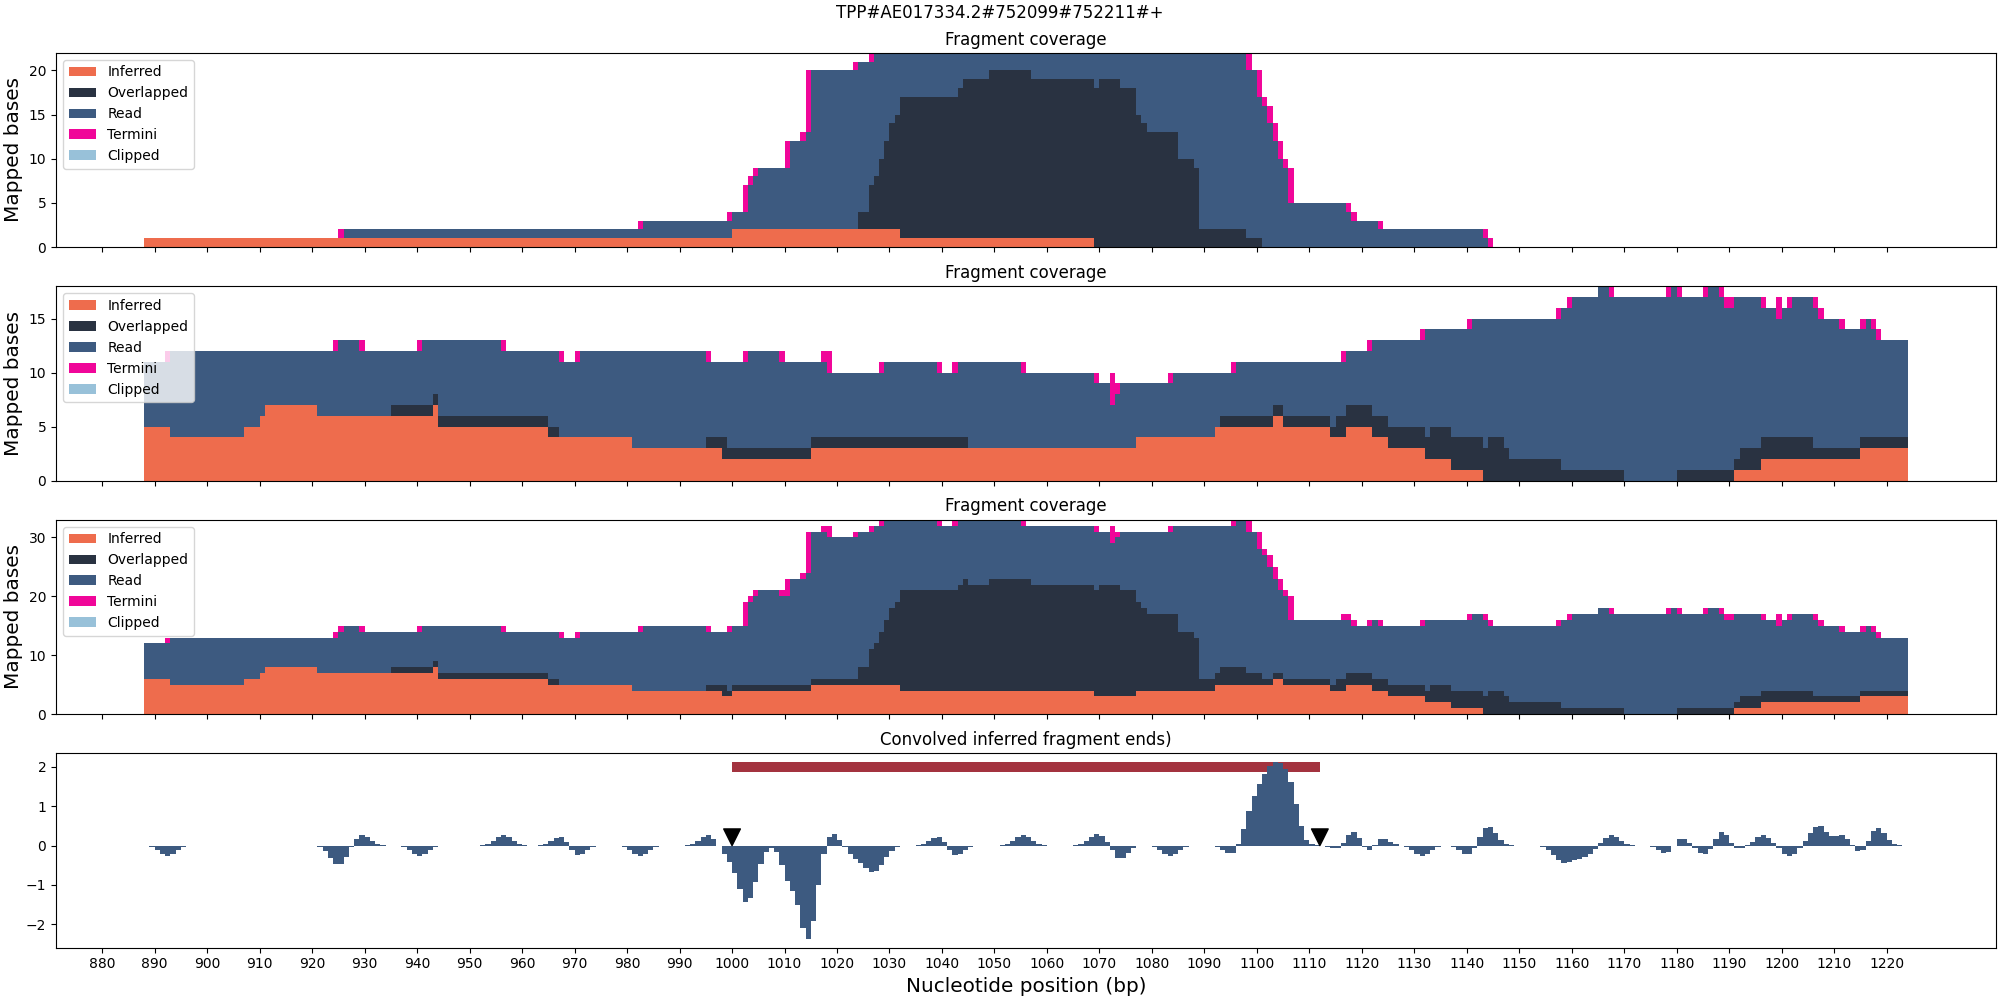 TPP#AE017334.2#752099#752211#+
Fragment coverage
Mapped bases
20
15
10
5
0
Inferred
Overlapped
Read
Termini
Clipped
Fragment coverage
Mapped bases
15
10
5
0
Inferred
Overlapped
Read
Termini
Clipped
Fragment coverage
Mapped bases
30
20
10
0
Inferred
Overlapped
Read
Termini
Clipped
Convolved inferred fragment ends)
2
1
0
−1
−2
880 890 900 910 920 930 940 950 960 970 980 990 1000 1010 1020 1030 1040 1050 1060 1070 1080 1090 1100 1110 1120 1130 1140 1150 1160 1170 1180 1190 1200 1210 1220
Nucleotide position (bp)